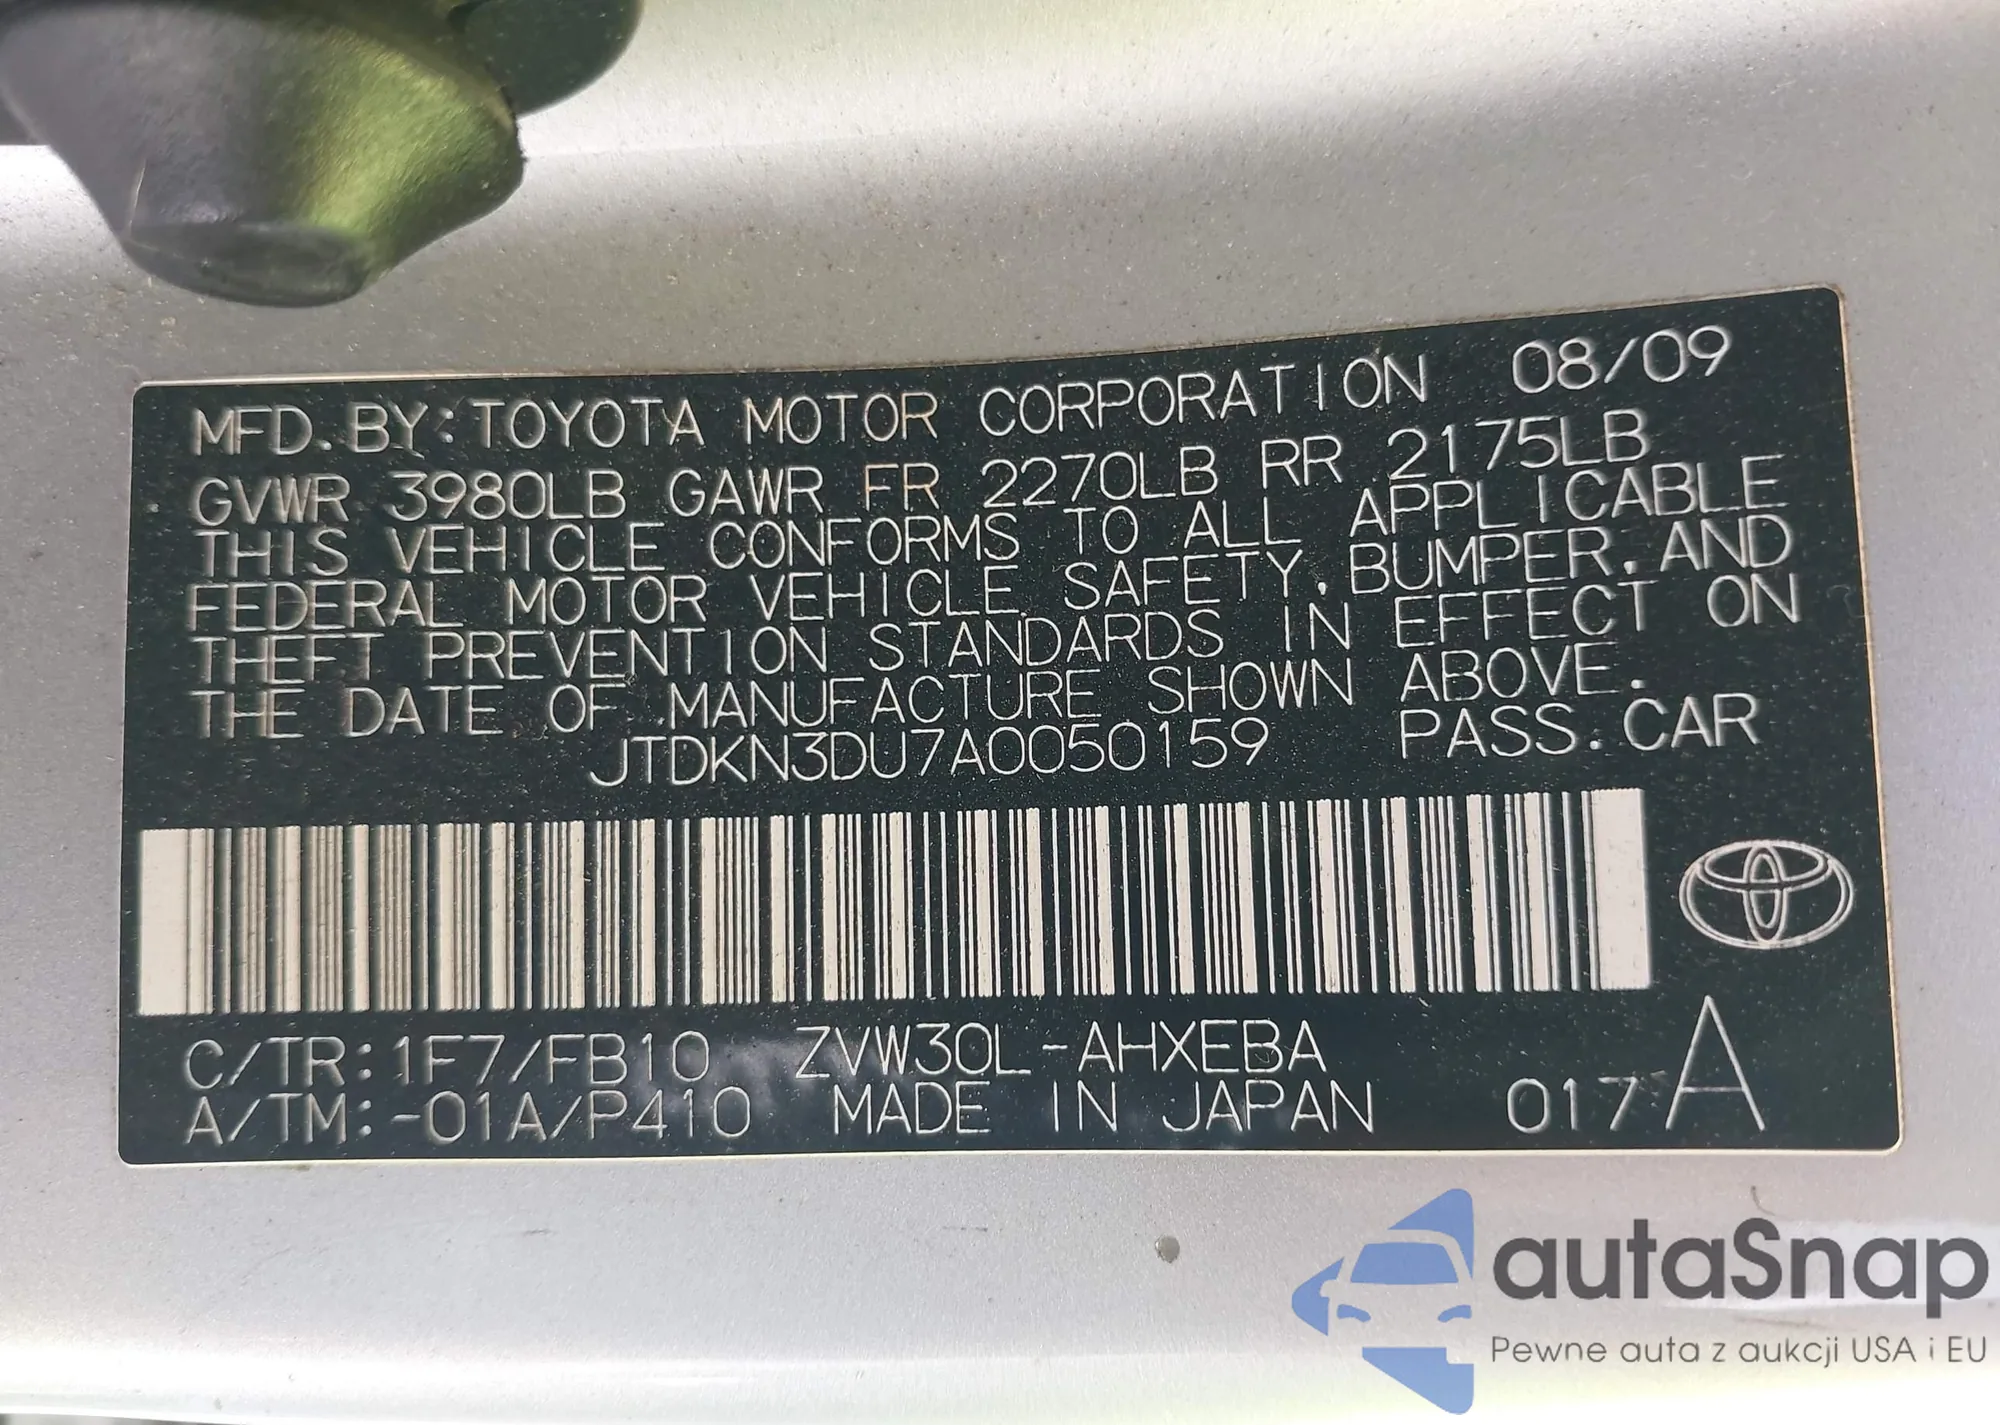 MFD.BY:TOYOTA MOTOR CORPORATION 08/09
GVWR 3980LB GAWR FR 2270LB RR 2175LB
THIS VEHICLE CONFORMS TO ALL APPLICABLE
FEDERAL MOTOR VEHICLE SAFETY, BUMPER, AND
THEFT PREVENTION STANDARDS IN EFFECT ON
THE DATE OF MANUFACTURE SHOWN ABOVE.
JTDKN3DU7A0050159 PASS.CAR
C/TR:1F7/FB10 ZVW30L-AHXEBA
A/TM:-01A/P410 MADE IN JAPAN 017A
autaSnap
Pewne auta z aukcji USA i EU